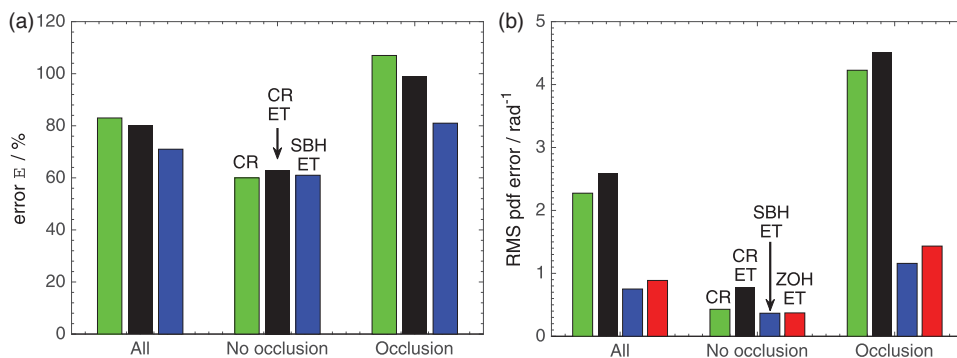 (a)
error E / %
120
100
80
60
40
20
0
CR
CR
ET
SBH
ET
All
No occlusion
Occlusion
(b)
RMS pdf error / rad-1
5
4
3
2
1
0
CR
CR
ET
SBH
ET
ZOH
ET
All
No occlusion
Occlusion